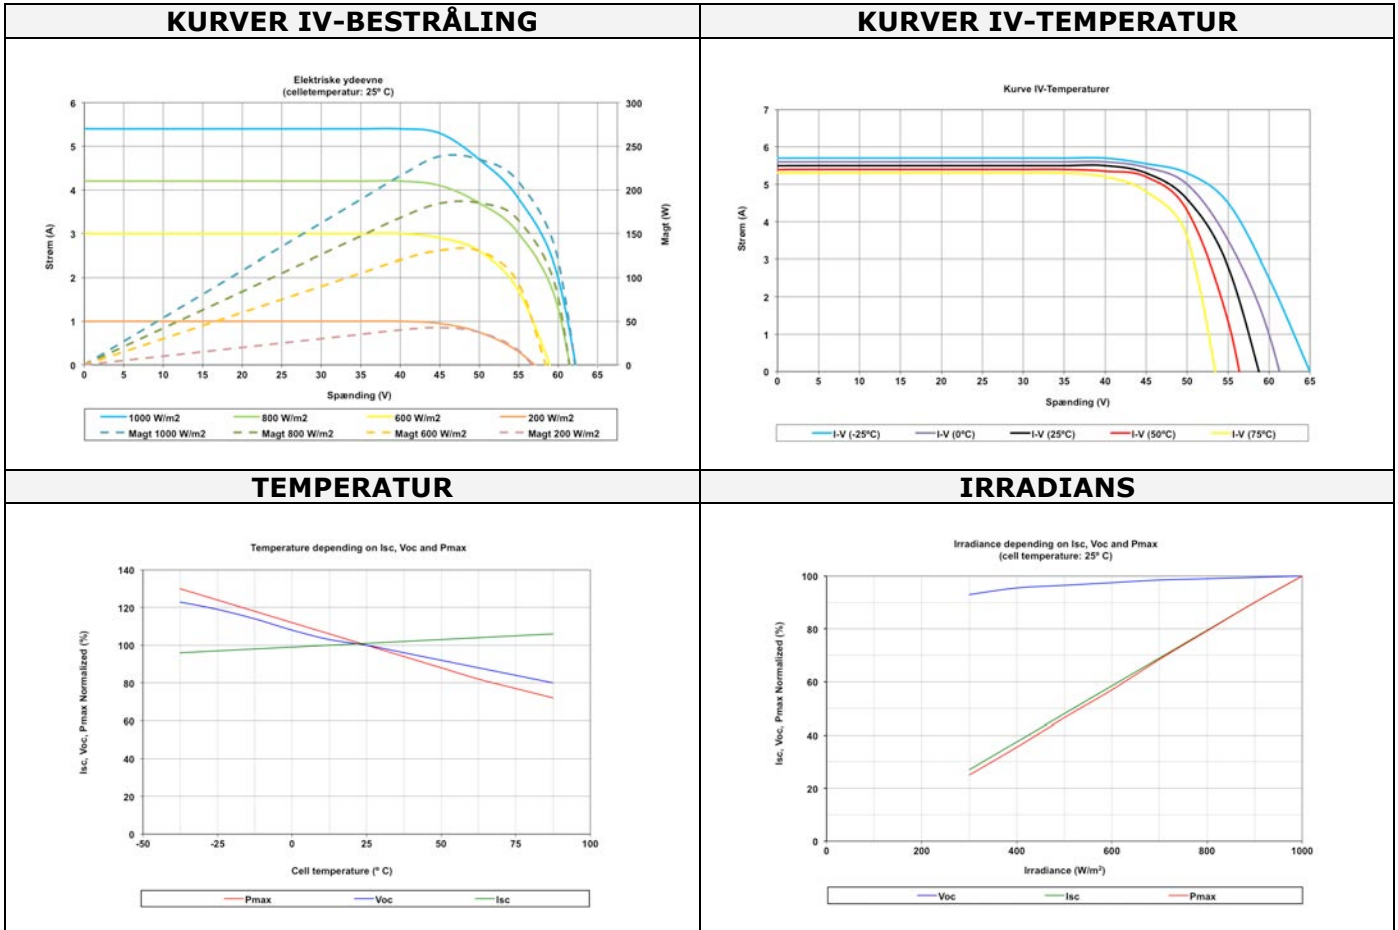 KURVER IV-BESTRÅLING
KURVER IV-TEMPERATUR
Elektriske ydeevne
(celletemperatur: 25º C)
6
5
4
3
2
1
0
300
250
200
150
100
50
0
Strøm (A)
Magt (W)
0 5 10 15 20 25 30 35 40 45 50 55 60 65
Spænding (V)
1000 W/m2 800 W/m2 600 W/m2 200 W/m2
Magt 1000 W/m2 Magt 800 W/m2 Magt 600 W/m2 Magt 200 W/m2
Kurve IV-Temperaturer
7
6
5
4
3
2
1
0
Strøm (A)
0 5 10 15 20 25 30 35 40 45 50 55 60 65
Spænding (V)
I-V (-25ºC) I-V (0ºC) I-V (25ºC) I-V (50ºC) I-V (75ºC)
TEMPERATUR
IRRADIANS
Temperature depending on Isc, Voc and Pmax
140
120
100
80
60
40
20
0
Isc, Voc, Pmax Normalized (%)
-50 -25 0 25 50 75 100
Cell temperature (º C)
Pmax Voc Isc
Irradiance depending on Isc, Voc and Pmax
(cell temperature: 25º C)
100
80
60
40
20
0
Isc, Voc, Pmax Normalized (%)
0 200 400 600 800 1000
Irradiance (W/m²)
Voc Isc Pmax